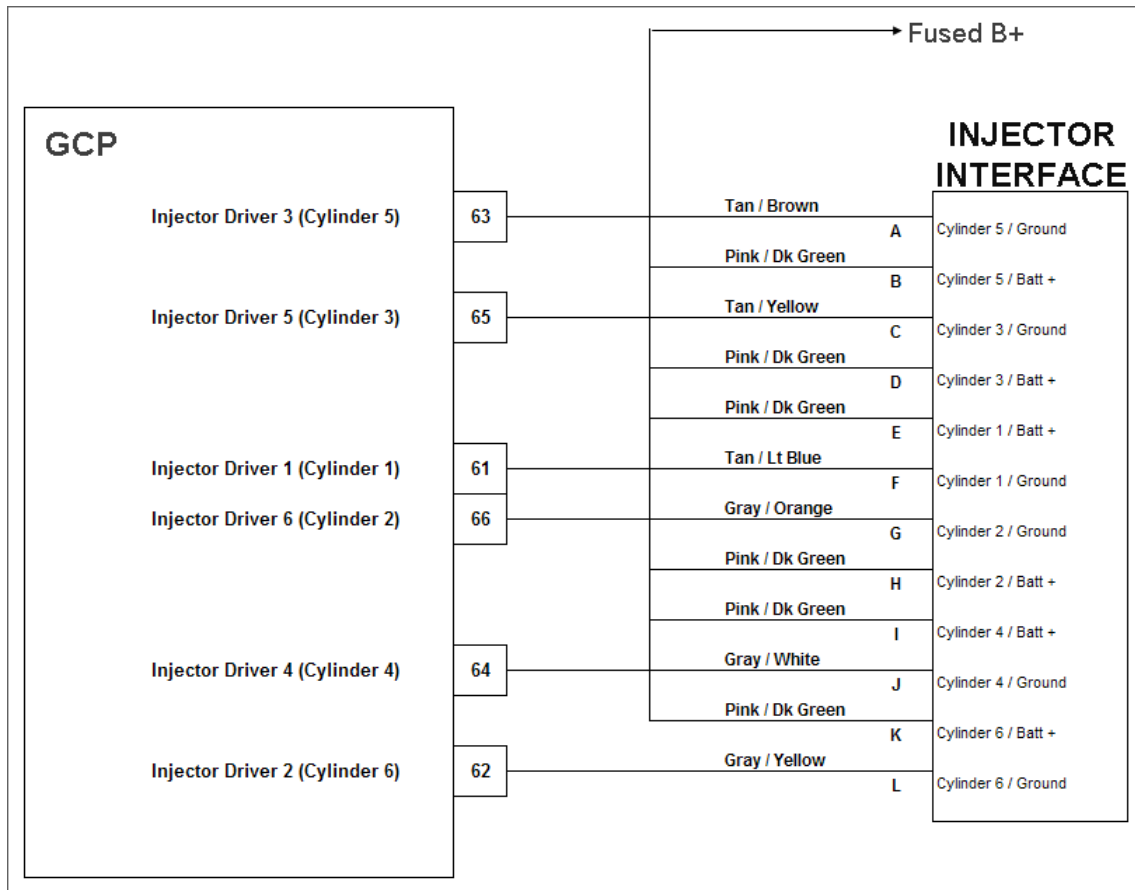 Fused B+
GCP
INJECTOR
INTERFACE
Injector Driver 3 (Cylinder 5)
63
Tan / Brown
A
Cylinder 5 / Ground
Pink / Dk Green
B
Cylinder 5 / Batt +
Injector Driver 5 (Cylinder 3)
65
Tan / Yellow
C
Cylinder 3 / Ground
Pink / Dk Green
D
Cylinder 3 / Batt +
Pink / Dk Green
E
Cylinder 1 / Batt +
Injector Driver 1 (Cylinder 1)
61
Tan / Lt Blue
F
Cylinder 1 / Ground
Injector Driver 6 (Cylinder 2)
66
Gray / Orange
G
Cylinder 2 / Ground
Pink / Dk Green
H
Cylinder 2 / Batt +
Pink / Dk Green
I
Cylinder 4 / Batt +
Injector Driver 4 (Cylinder 4)
64
Gray / White
J
Cylinder 4 / Ground
Pink / Dk Green
K
Cylinder 6 / Batt +
Injector Driver 2 (Cylinder 6)
62
Gray / Yellow
L
Cylinder 6 / Ground